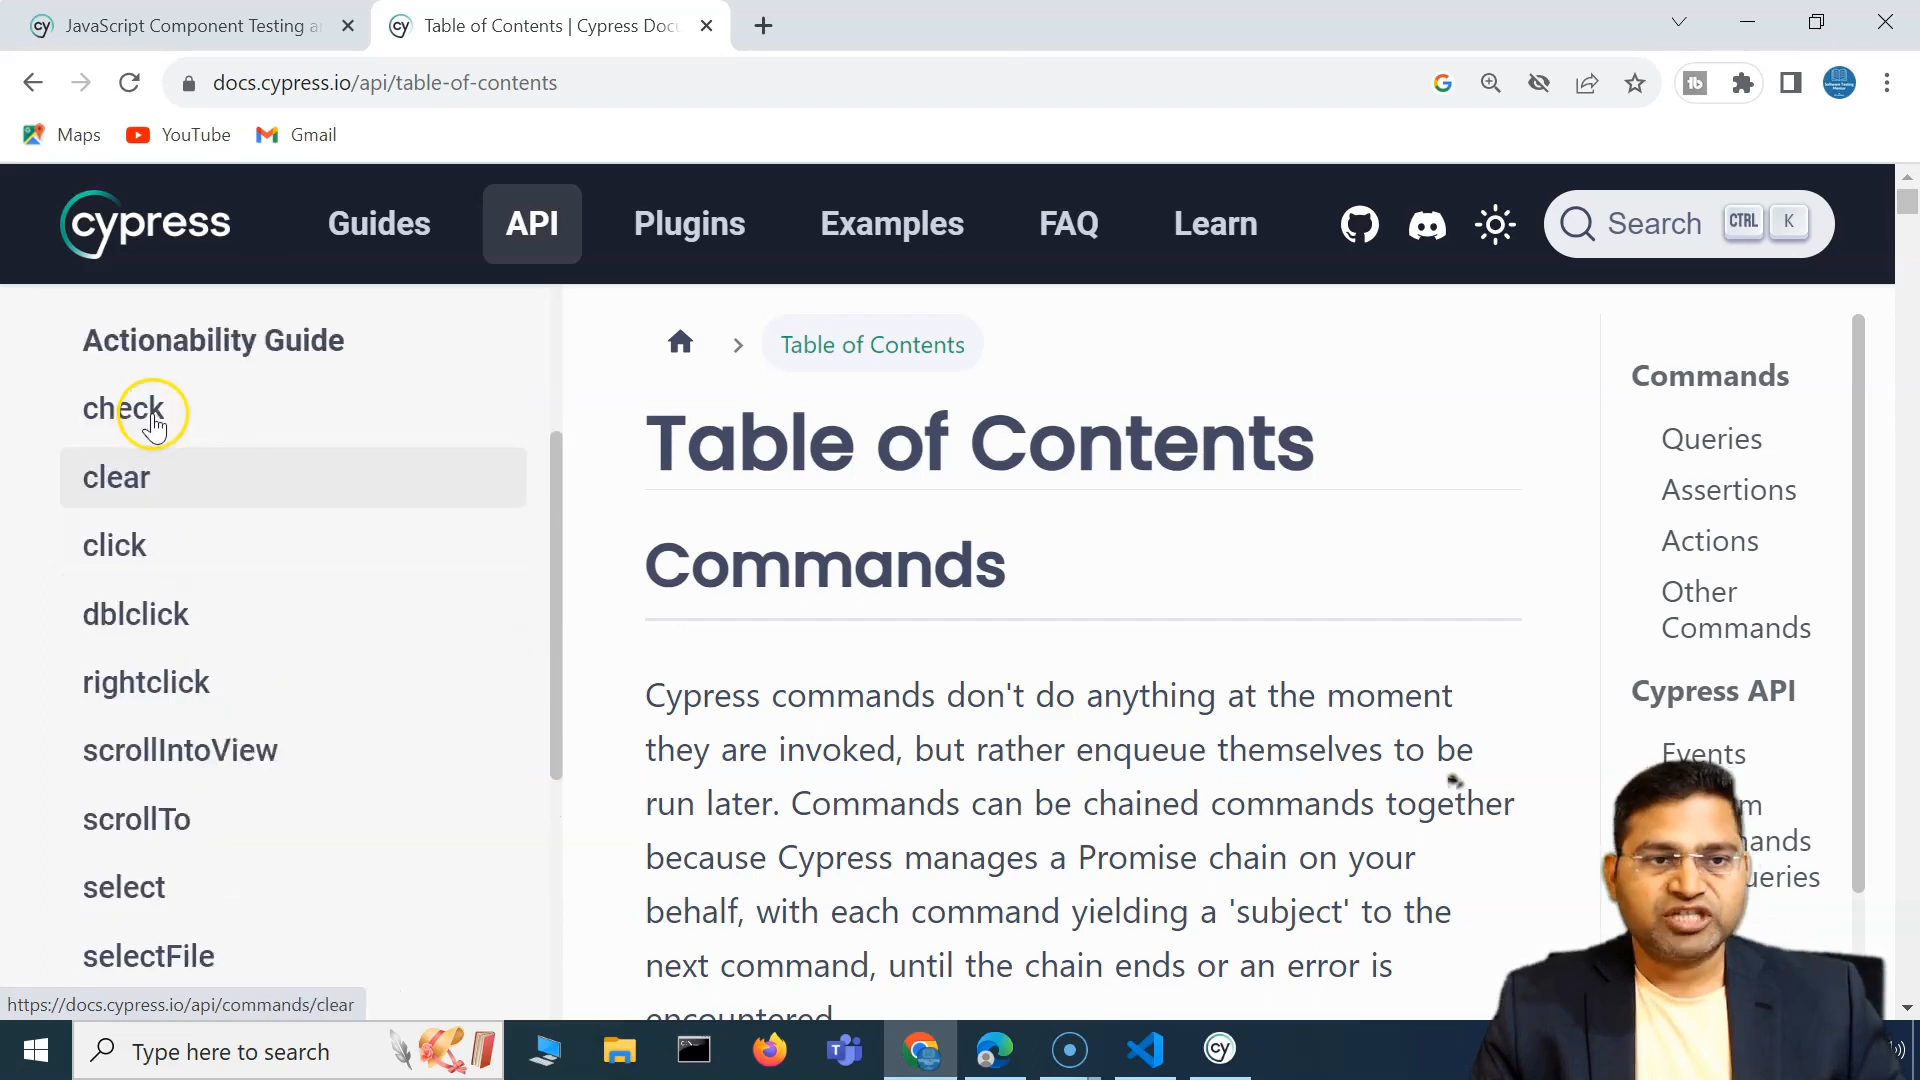 JavaScript Component Testing a
Table of Contents | Cypress Docu
docs.cypress.io/api/table-of-contents
Maps
YouTube
Gmail
cypress
Guides
API
Plugins
Examples
FAQ
Learn
Search
CTRL
K
Actionability Guide
check
clear
click
dblclick
rightclick
scrollIntoView
scrollTo
select
selectFile
https://docs.cypress.io/api/commands/clear
Table of Contents
Table of Contents
Commands
Cypress commands don't do anything at the moment
they are invoked, but rather enqueue themselves to be
run later. Commands can be chained commands together
because Cypress manages a Promise chain on your
behalf, with each command yielding a 'subject' to the
next command, until the chain ends or an error is
encountered
Commands
Queries
Assertions
Actions
Other
Commands
Cypress API
Events
Type here to search